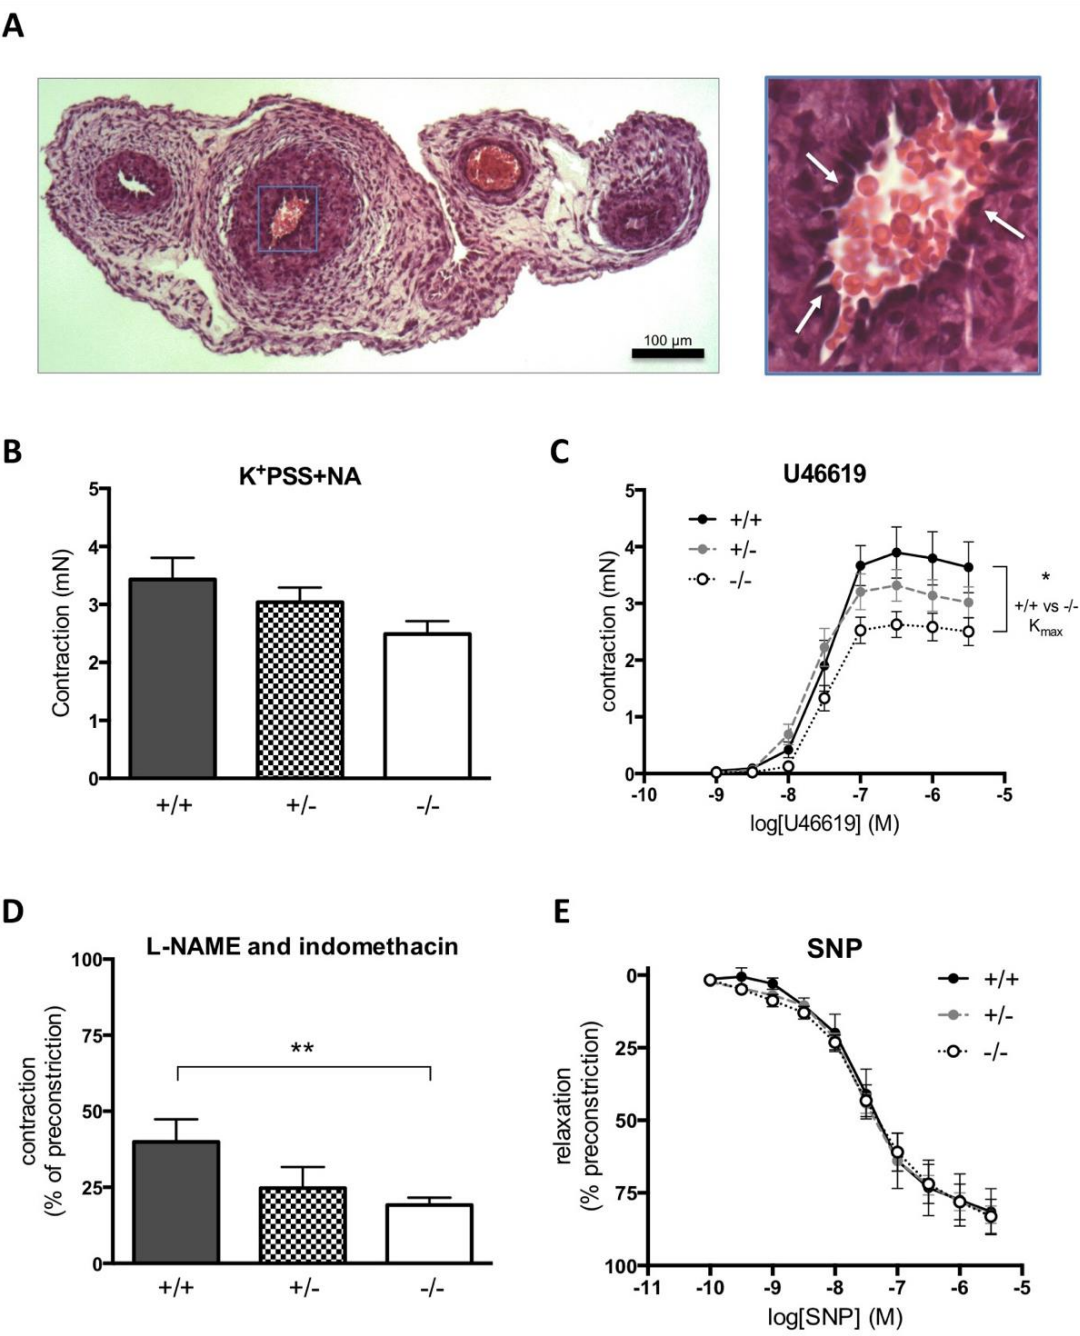 A
100 µm
B
K⁺PSS+NA
Contraction (mN)
5
4
3
2
1
0
+/+
+/-
-/-
C
U46619
contraction (mN)
5
4
3
2
1
0
+/+
+/-
-/-
*
+/+ vs -/-
Kmax
-10
-9
-8
-7
-6
-5
log[U46619] (M)
D
L-NAME and indomethacin
contraction
(% of preconstriction)
100
75
50
25
0
**
+/+
+/-
-/-
E
SNP
relaxation
(% preconstriction)
0
25
50
75
100
+/+
+/-
-/-
-11
-10
-9
-8
-7
-6
-5
log[SNP] (M)